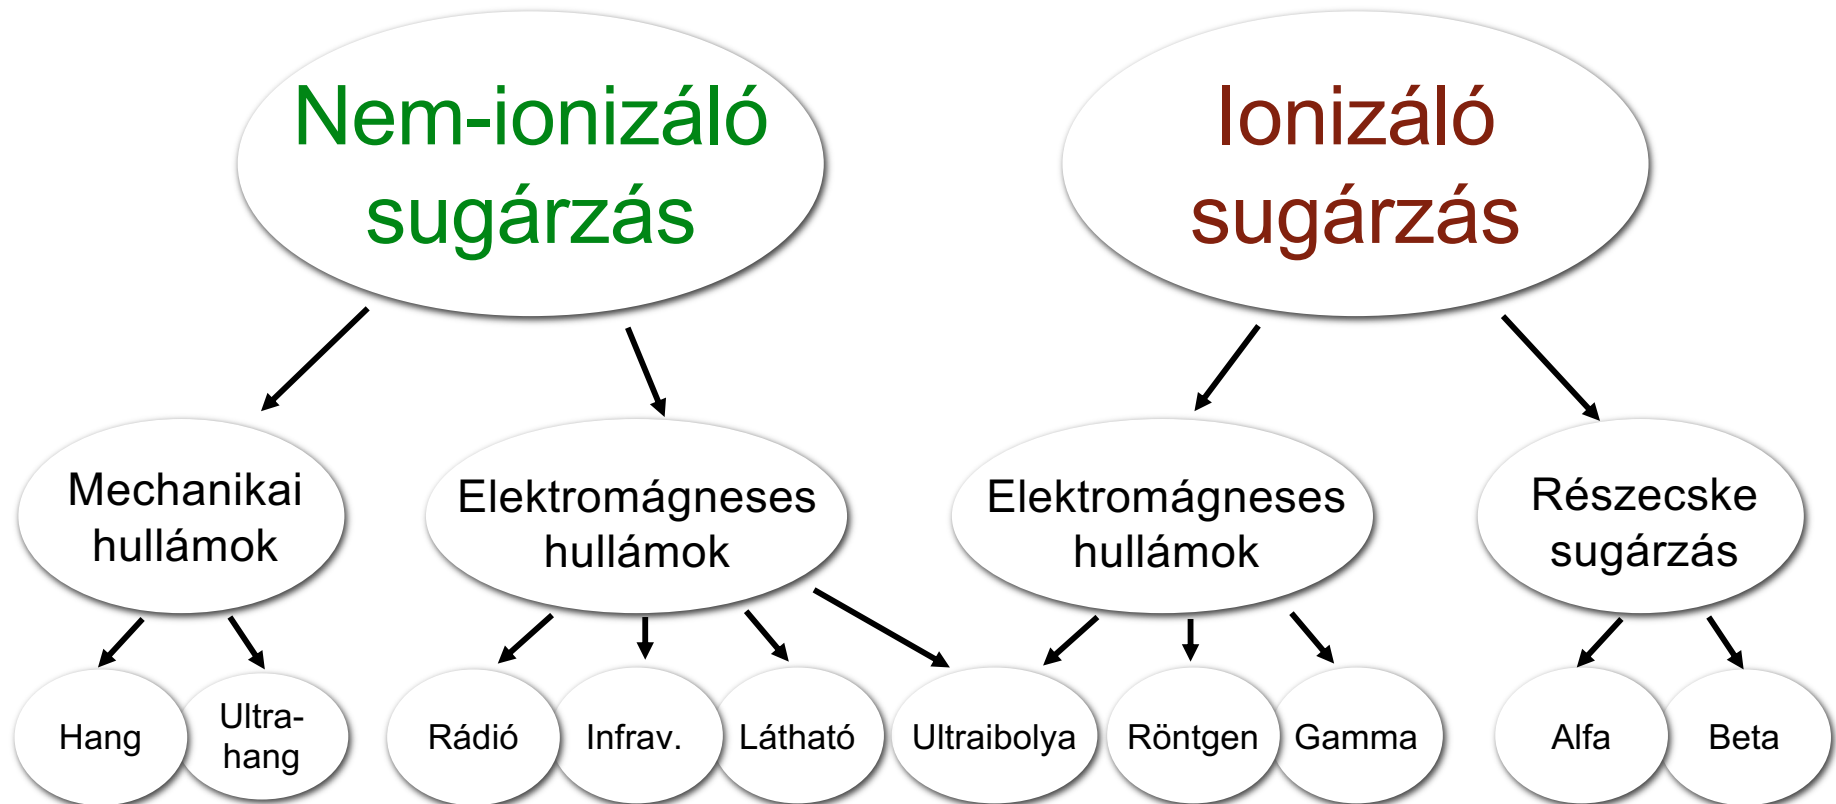 Nem-ionizáló
sugárzás
Ionizáló
sugárzás
Mechanikai
hullámok
Elektromágneses
hullámok
Elektromágneses
hullámok
Részecske
sugárzás
Hang
Ultra-
hang
Rádió
Infrav.
Látható
Ultraibolya
Röntgen
Gamma
Alfa
Beta